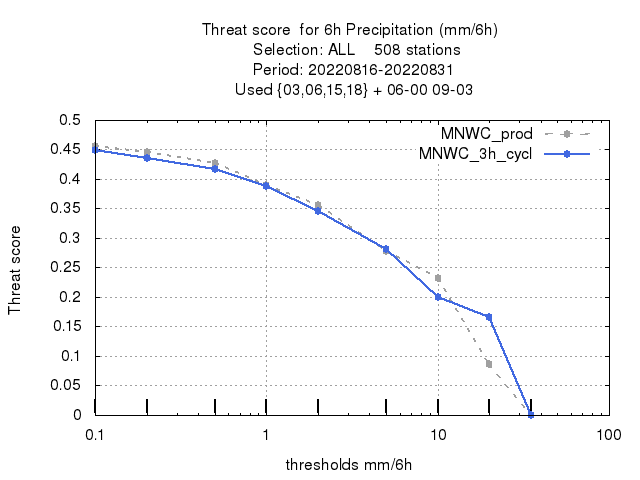 Threat score  for 6h Precipitation (mm/6h)
Selection: ALL    508 stations
Period: 20220816-20220831
Used {03,06,15,18} + 06-00 09-03
MNWC_prod
MNWC_3h_cycl
Threat score
0.5
0.45
0.4
0.35
0.3
0.25
0.2
0.15
0.1
0.05
0
0.1 1 10 100
thresholds mm/6h